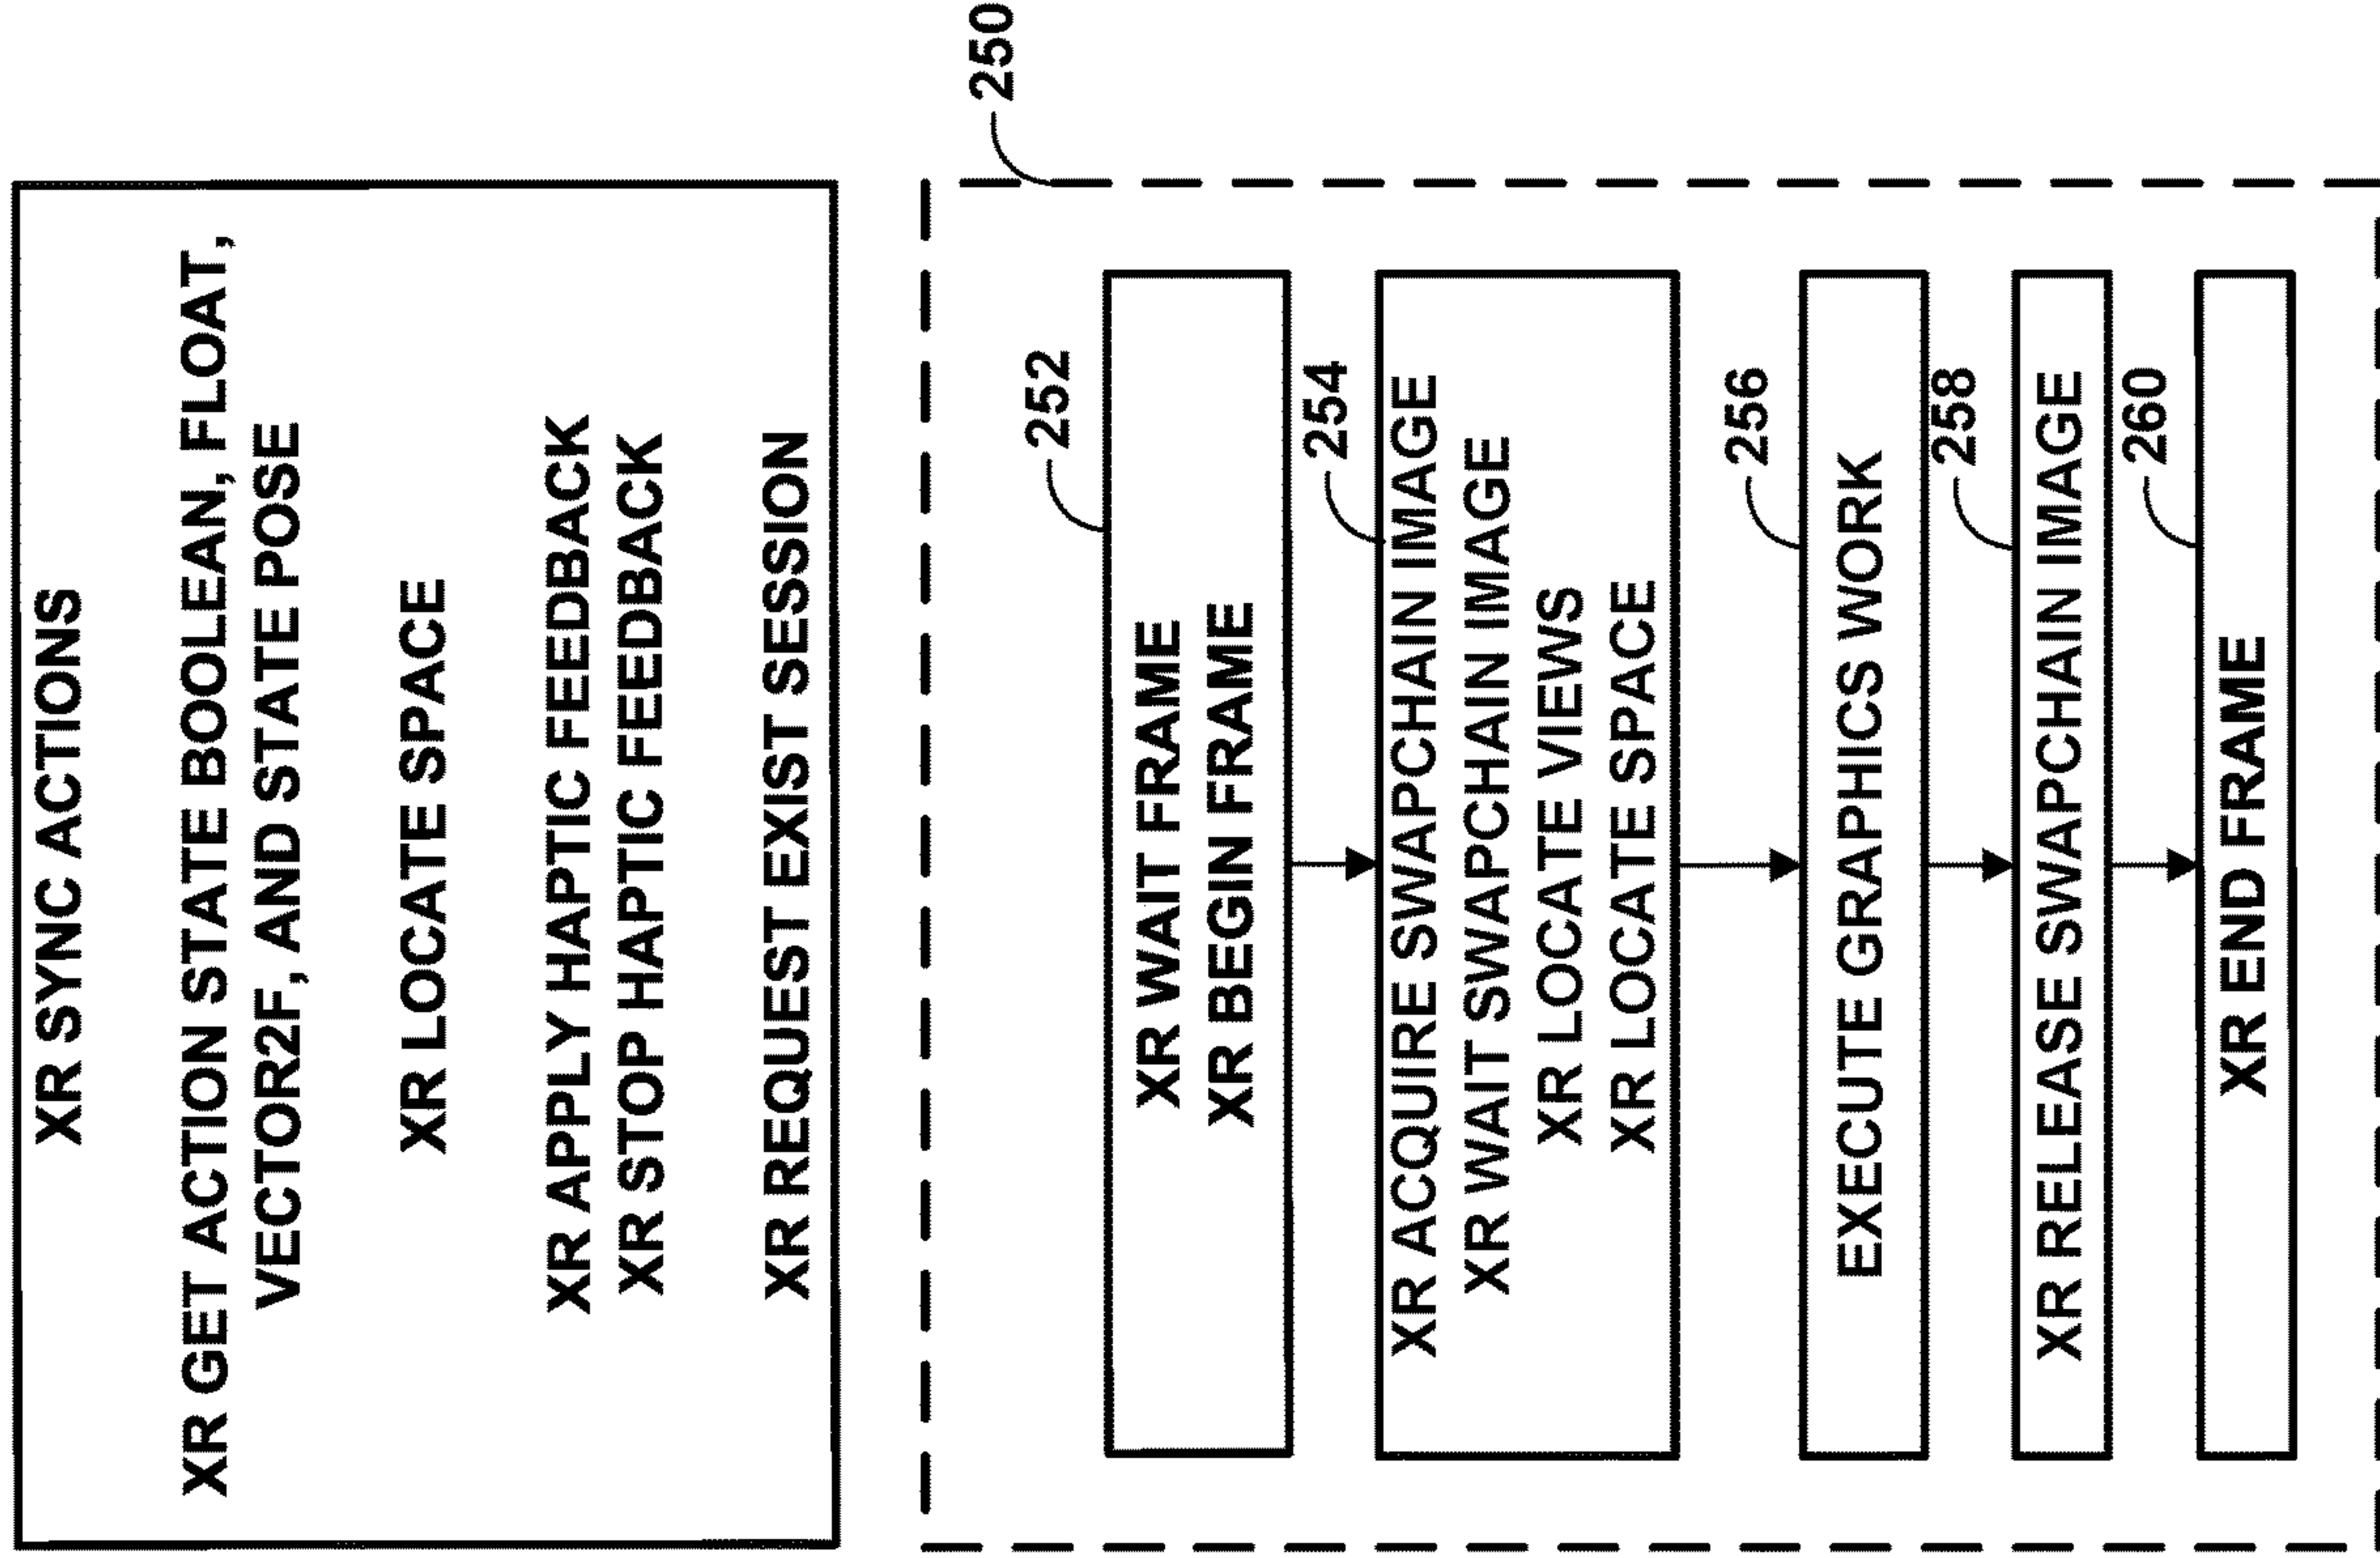 XR SYNC ACTIONS
XR GET ACTION STATE BOOLEAN, FLOAT,
VECTOR2F, AND STATE POSE
XR LOCATE SPACE
XR APPLY HAPTIC FEEDBACK
XR STOP HAPTIC FEEDBACK
XR REQUEST EXIST SESSION
250
252
XR WAIT FRAME
XR BEGIN FRAME
254
XR ACQUIRE SWAPCHAIN IMAGE
XR WAIT SWAPCHAIN IMAGE
XR LOCATE VIEWS
XR LOCATE SPACE
256
EXECUTE GRAPHICS WORK
258
XR RELEASE SWAPCHAIN IMAGE
260
XR END FRAME